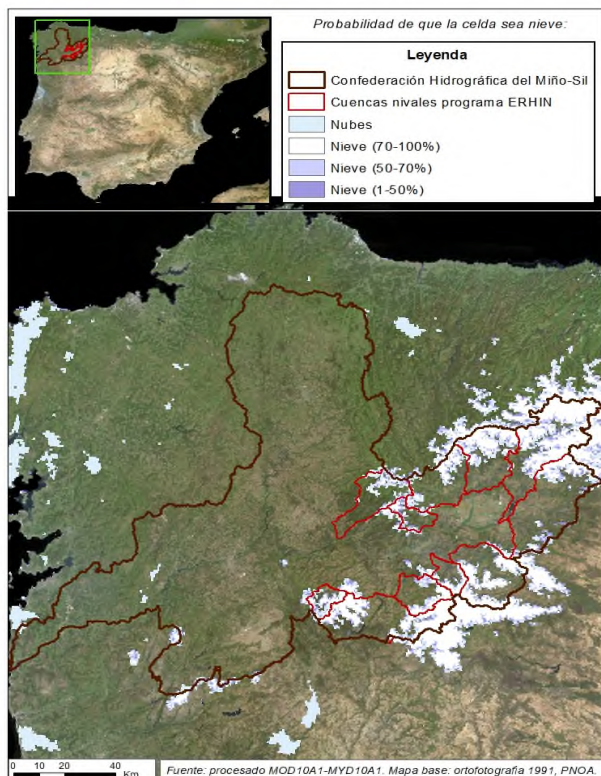 Probabilidad de que la celda sea nieve:
Leyenda
Confederación Hidrográfica del Miño-Sil
Cuencas nivales programa ERHIN
Nubes
Nieve (70-100%)
Nieve (50-70%)
Nieve (1-50%)
0 10 20 40
Km
Fuente: procesado MOD10A1-MYD10A1. Mapa base: ortofotografía 1991, PNOA.